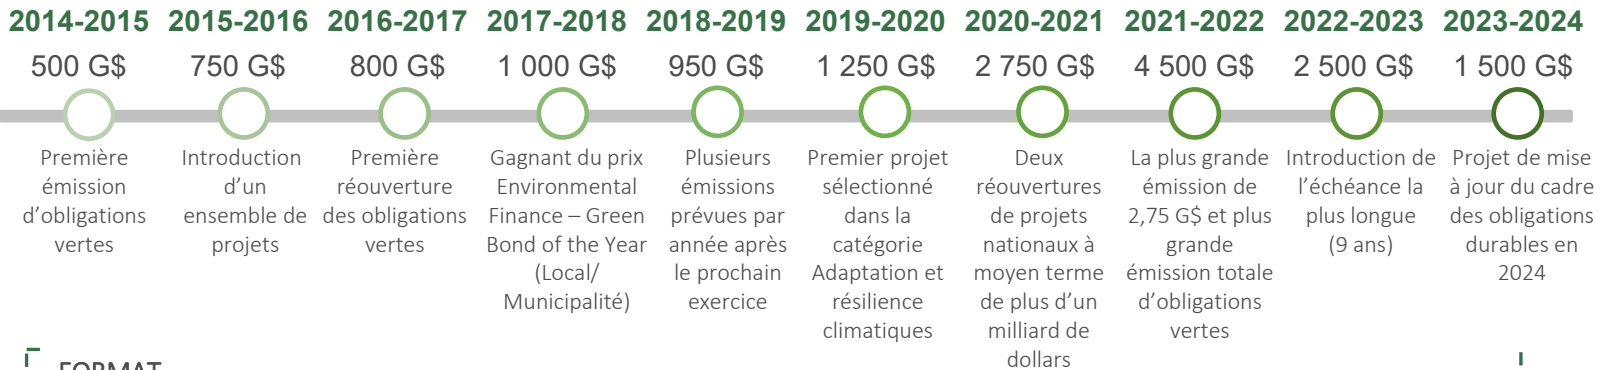 2014-2015
500 G$
Première
émission
d'obligations
vertes
2015-2016
750 G$
Introduction
d'un
ensemble de
projets
2016-2017
800 G$
Première
réouverture
des obligations
vertes
2017-2018
1 000 G$
Gagnant du prix
Environmental
Finance – Green
Bond of the Year
(Local/
Municipalité)
2018-2019
950 G$
Plusieurs
émissions
prévues par
année après
le prochain
exercice
2019-2020
1 250 G$
Premier projet
sélectionné
dans la
catégorie
Adaptation et
résilience
climatiques
2020-2021
2 750 G$
Deux
réouvertures
de projets
nationaux à
moyen terme
de plus d'un
milliard de
dollars
2021-2022
4 500 G$
La plus grande
émission de
2,75 G$ et plus
grande
émission totale
d'obligations
vertes
2022-2023
2 500 G$
Introduction de
l'échéance la
plus longue
(9 ans)
2023-2024
1 500 G$
Projet de mise
à jour du cadre
des obligations
durables en
2024
FORMAT